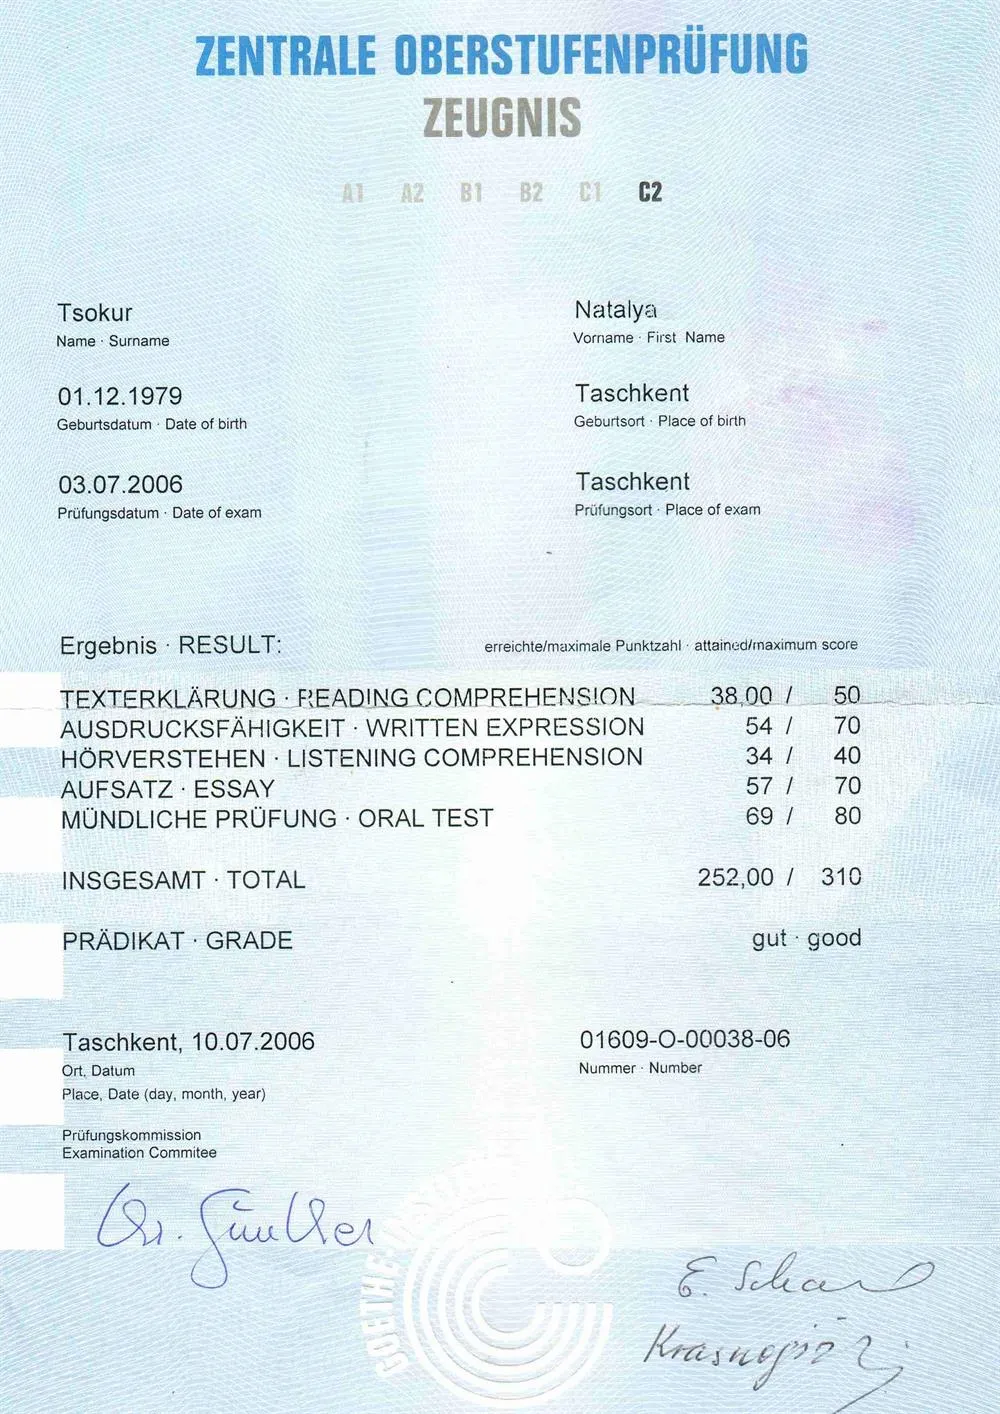 ZENTRALE OBERSTUFENPRÜFUNG
ZEUGNIS
A1 A2 B1 B2 C1 C2
Tsokur
Name · Surname
Natalya
Vorname · First Name
01.12.1979
Geburtsdatum · Date of birth
Taschkent
Geburtsort · Place of birth
03.07.2006
Prüfungsdatum · Date of exam
Taschkent
Prüfungsort · Place of exam
Ergebnis · RESULT: erreichte/maximale Punktzahl · attained/maximum score
TEXTERKLÄRUNG · READING COMPREHENSION 38,00 / 50
AUSDRUCKSFÄHIGKEIT · WRITTEN EXPRESSION 54 / 70
HÖRVERSTEHEN · LISTENING COMPREHENSION 34 / 40
AUFSATZ · ESSAY 57 / 70
MÜNDLICHE PRÜFUNG · ORAL TEST 69 / 80
INSGESAMT · TOTAL 252,00 / 310
PRÄDIKAT · GRADE gut · good
Taschkent, 10.07.2006
Ort, Datum
Place, Date (day, month, year)
01609-O-00038-06
Nummer · Number
Prüfungskommission
Examination Commitee
GOETHE